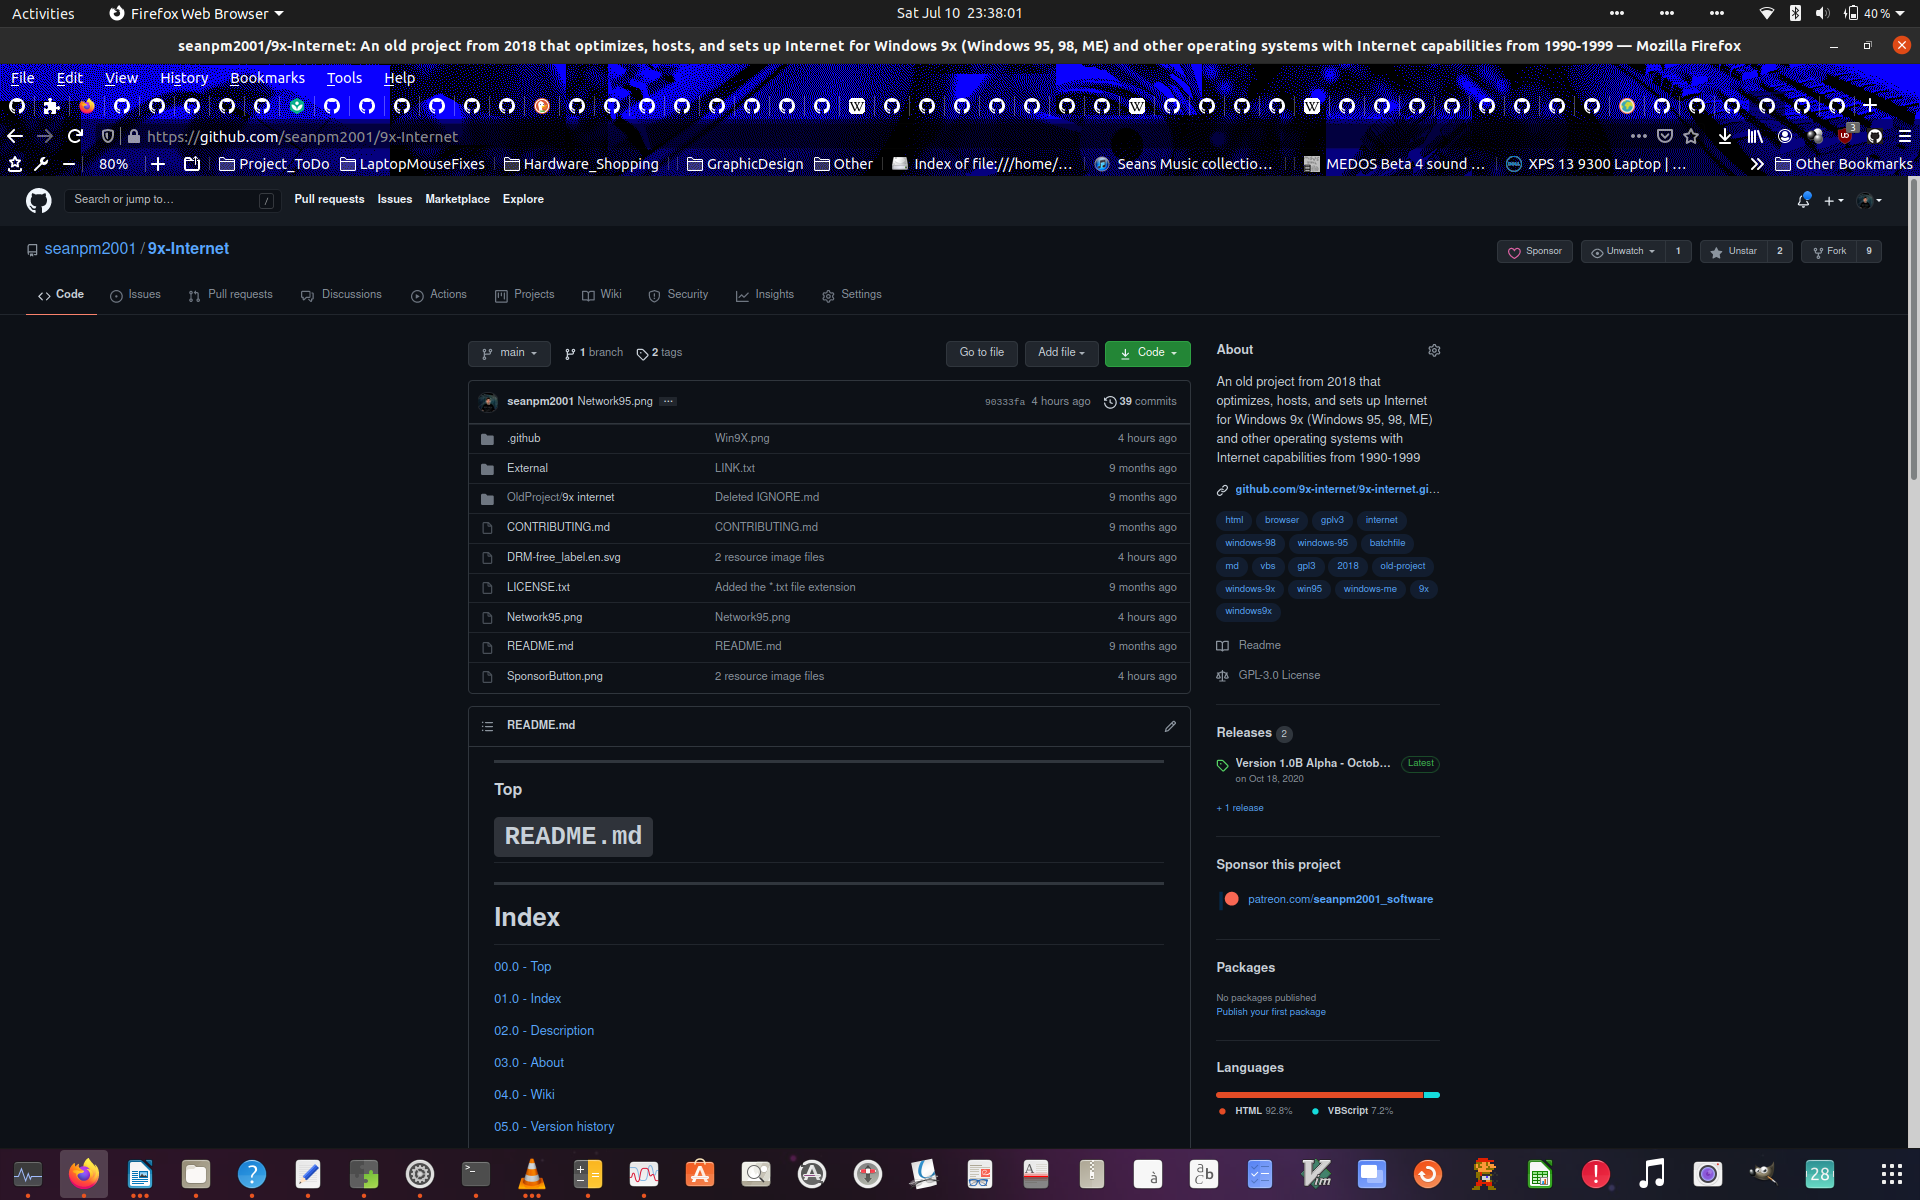 Activities
Firefox Web Browser
Sat Jul 10 23:38:01
40 %
seanpm2001/9x-Internet: An old project from 2018 that optimizes, hosts, and sets up Internet for Windows 9x (Windows 95, 98, ME) and other operating systems with Internet capabilities from 1990-1999 — Mozilla Firefox
File Edit View History Bookmarks Tools Help
https://github.com/seanpm2001/9x-Internet
3
80%
Project_ToDo
LaptopMouseFixes
Hardware_Shopping
GraphicDesign
Other
Index of file:///home/...
Seans Music collectio...
MEDOS Beta 4 sound ...
XPS 13 9300 Laptop | ...
Other Bookmarks
Search or jump to...
/
Pull requests Issues Marketplace Explore
seanpm2001 / 9x-Internet
Sponsor
Unwatch 1
Unstar 2
Fork 9
Code
Issues
Pull requests
Discussions
Actions
Projects
Wiki
Security
Insights
Settings
main
1 branch
2 tags
Go to file
Add file
Code
seanpm2001 Network95.png ...
90333fa 4 hours ago
39 commits
.github Win9X.png 4 hours ago
External LINK.txt 9 months ago
OldProject/9x internet Deleted IGNORE.md 9 months ago
CONTRIBUTING.md CONTRIBUTING.md 9 months ago
DRM-free_label.en.svg 2 resource image files 4 hours ago
LICENSE.txt Added the *.txt file extension 9 months ago
Network95.png Network95.png 4 hours ago
README.md README.md 9 months ago
SponsorButton.png 2 resource image files 4 hours ago
README.md
Top
README.md
Index
00.0 - Top
01.0 - Index
02.0 - Description
03.0 - About
04.0 - Wiki
05.0 - Version history
About
An old project from 2018 that
optimizes, hosts, and sets up Internet
for Windows 9x (Windows 95, 98, ME)
and other operating systems with
Internet capabilities from 1990-1999
github.com/9x-internet/9x-internet.gi...
html browser gplv3 internet
windows-98 windows-95 batchfile
md vbs gpl3 2018 old-project
windows-9x win95 windows-me 9x
windows9x
Readme
GPL-3.0 License
Releases 2
Version 1.0B Alpha - Octob... Latest
on Oct 18, 2020
+ 1 release
Sponsor this project
patreon.com/seanpm2001_software
Packages
No packages published
Publish your first package
Languages
HTML 92.8%
VBScript 7.2%
28